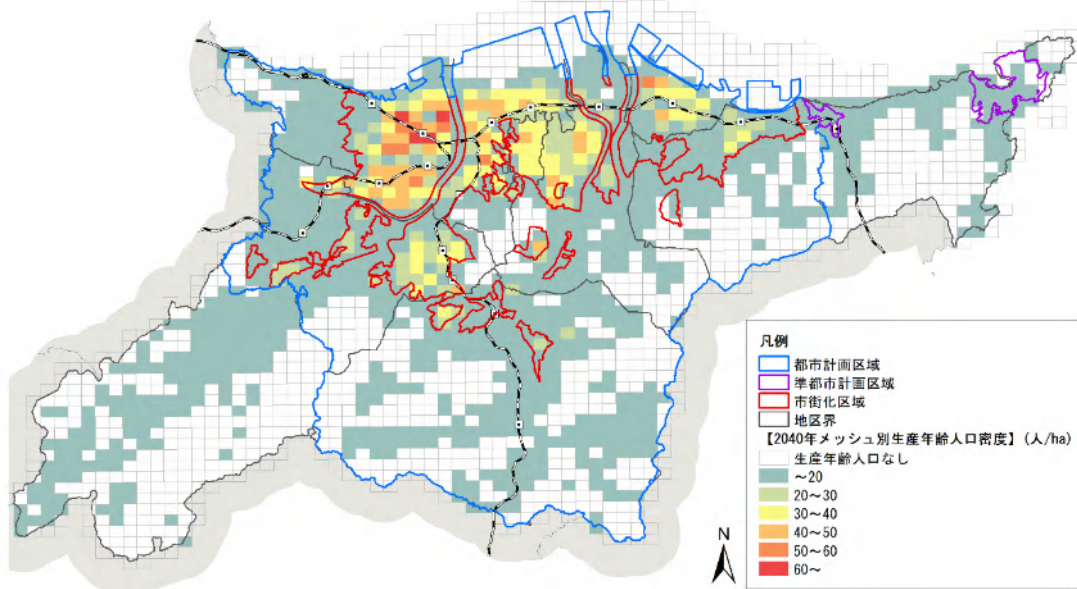 凡例
都市計画区域
準都市計画区域
市街化区域
地区界
【2040年メッシュ別生産年齢人口密度】(人/ha)
生産年齢人口なし
～20
20～30
30～40
40～50
50～60
60～
N